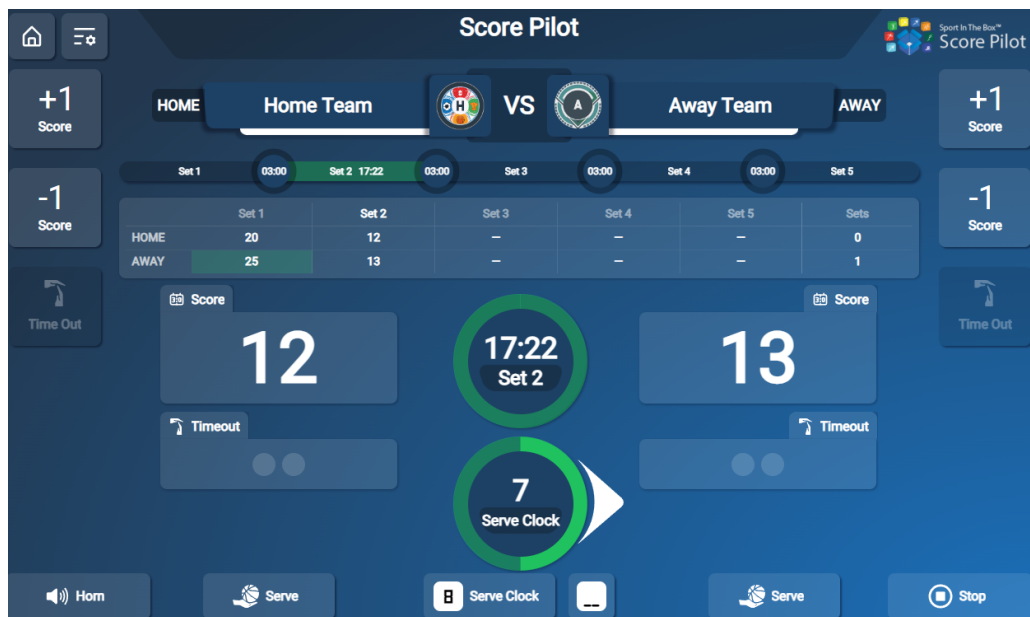 Score Pilot
Sport In The Box™
Score Pilot
+1
Score
HOME
Home Team
H
VS
A
Away Team
AWAY
+1
Score
Set 1
03:00
Set 2 17:22
03:00
Set 3
03:00
Set 4
03:00
Set 5
-1
Score
-1
Score
Set 1 Set 2 Set 3 Set 4 Set 5 Sets
HOME 20 12 – – – 0
AWAY 25 13 – – – 1
Time Out
Time Out
Score
12
17:22
Set 2
Score
13
Timeout
Timeout
7
Serve Clock
Horn
Serve
8
Serve Clock
--
Serve
Stop